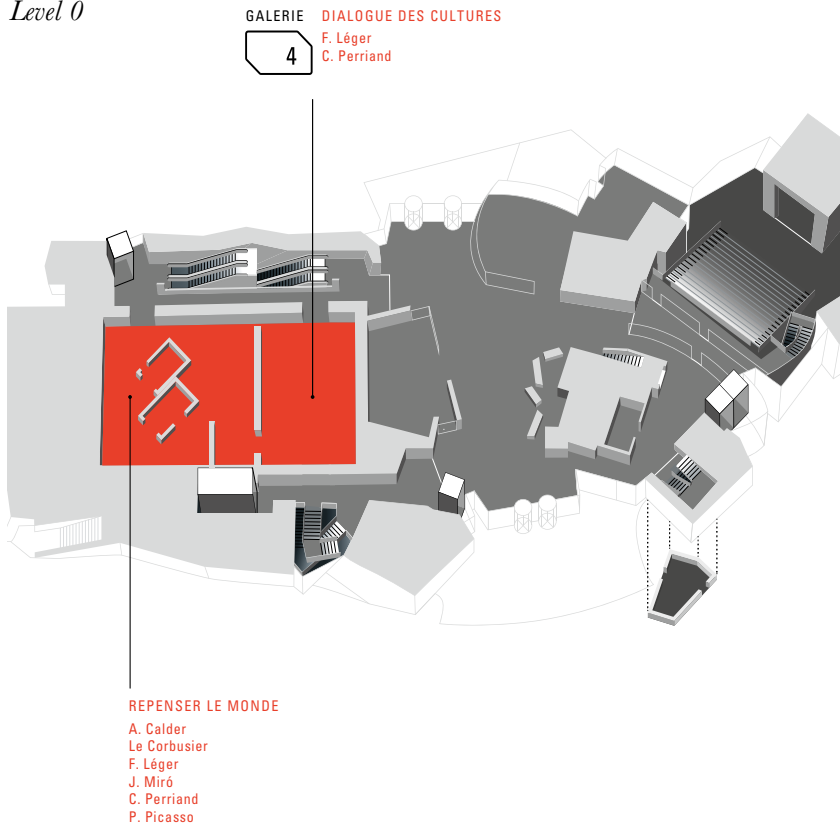 Level 0
GALERIE
4
DIALOGUE DES CULTURES
F. Léger
C. Perriand
REPENSER LE MONDE
A. Calder
Le Corbusier
F. Léger
J. Miró
C. Perriand
P. Picasso